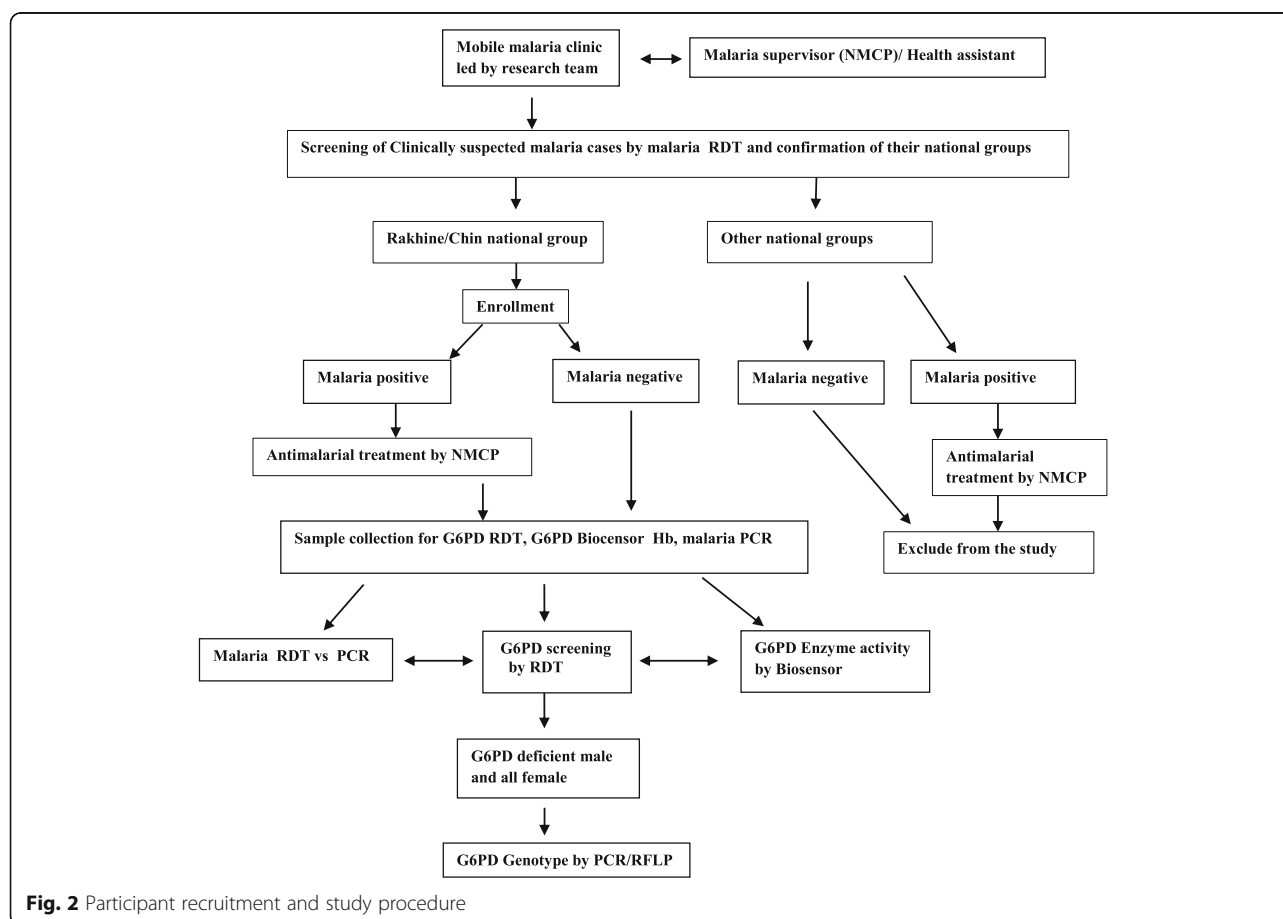 Mobile malaria clinic
led by research team
Malaria supervisor (NMCP)/ Health assistant
Screening of Clinically suspected malaria cases by malaria RDT and confirmation of their national groups
Rakhine/Chin national group
Other national groups
Enrollment
Malaria positive
Malaria negative
Malaria negative
Malaria positive
Antimalarial treatment by NMCP
Antimalarial
treatment by NMCP
Sample collection for G6PD RDT, G6PD Biocensor Hb, malaria PCR
Exclude from the study
Malaria RDT vs PCR
G6PD screening
by RDT
G6PD Enzyme activity
by Biosensor
G6PD deficient male
and all female
G6PD Genotype by PCR/RFLP
Fig. 2 Participant recruitment and study procedure